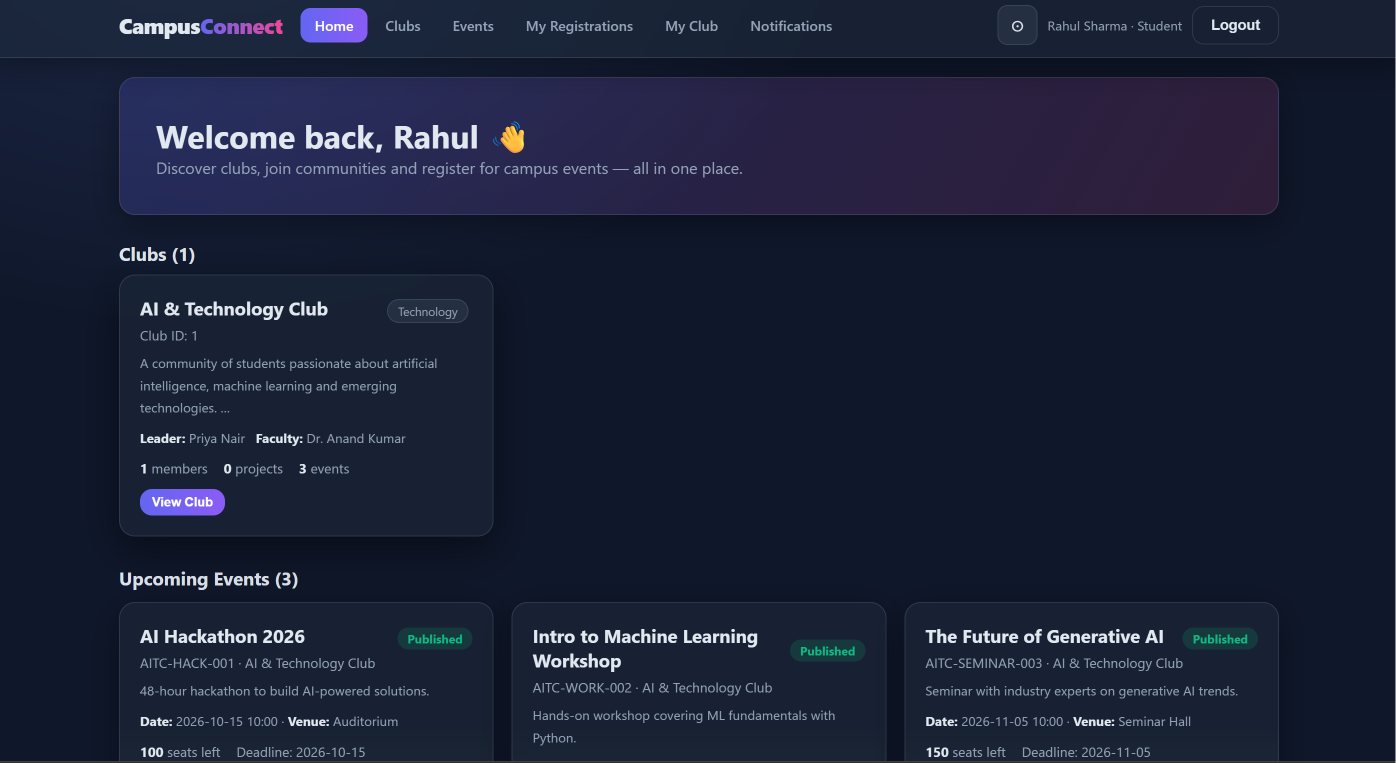 CampusConnect Home Clubs Events My Registrations My Club Notifications Rahul Sharma · Student Logout
Welcome back, Rahul 👋
Discover clubs, join communities and register for campus events — all in one place.
Clubs (1)
AI & Technology Club Technology
Club ID: 1
A community of students passionate about artificial
intelligence, machine learning and emerging
technologies. ...
Leader: Priya Nair Faculty: Dr. Anand Kumar
1 members 0 projects 3 events
View Club
Upcoming Events (3)
AI Hackathon 2026 Published
AITC-HACK-001 · AI & Technology Club
48-hour hackathon to build AI-powered solutions.
Date: 2026-10-15 10:00 · Venue: Auditorium
100 seats left Deadline: 2026-10-15
Intro to Machine Learning
Workshop Published
AITC-WORK-002 · AI & Technology Club
Hands-on workshop covering ML fundamentals with
Python.
The Future of Generative AI Published
AITC-SEMINAR-003 · AI & Technology Club
Seminar with industry experts on generative AI trends.
Date: 2026-11-05 10:00 · Venue: Seminar Hall
150 seats left Deadline: 2026-11-05